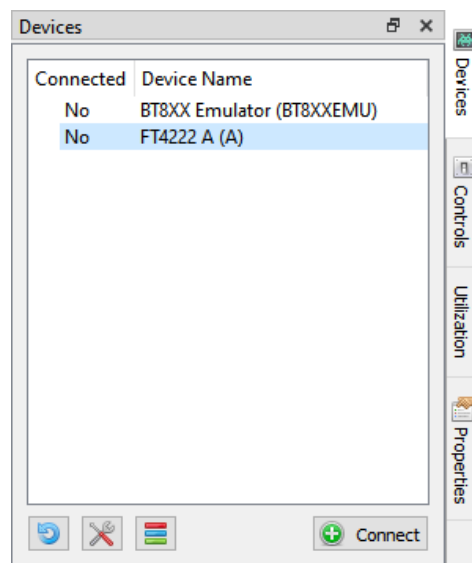 Devices
Connected Device Name
No BT8XX Emulator (BT8XXEMU)
No FT4222 A (A)
Connect
Devices
Controls
Utilization
Properties